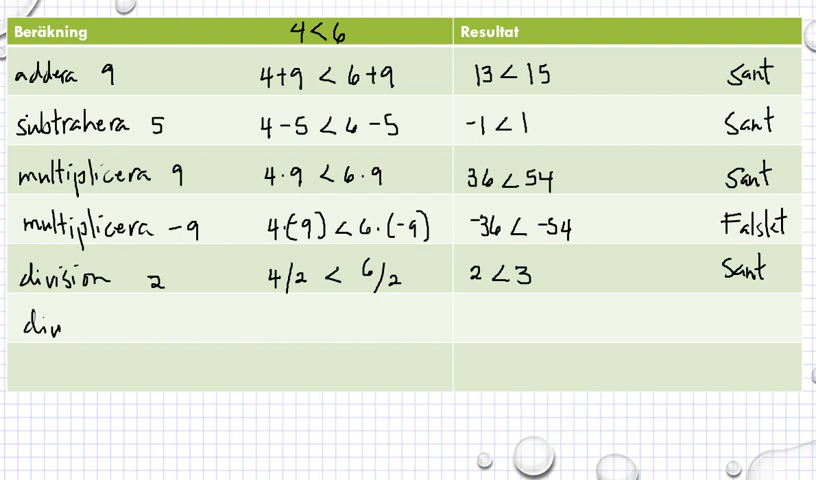 Beräkning 4<6 Resultat
addera 9 4+9 < 6+9 13 < 15 Sant
subtrahera 5 4-5 < 6-5 -1 < 1 Sant
multiplicera 9 4·9 < 6·9 36 < 54 Sant
multiplicera -9 4·(-9) < 6·(-9) -36 < -54 Falskt
division 2 4/2 < 6/2 2 < 3 Sant
div